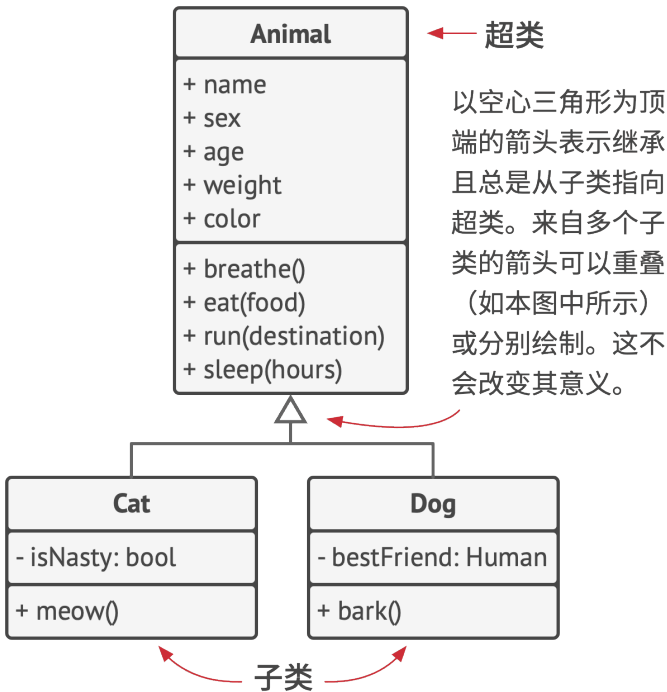 Animal
超类
+ name
+ sex
+ age
+ weight
+ color
+ breathe()
+ eat(food)
+ run(destination)
+ sleep(hours)
以空心三角形为顶
端的箭头表示继承
且总是从子类指向
超类。来自多个子
类的箭头可以重叠
（如本图中所示）
或分别绘制。这不
会改变其意义。
Cat
- isNasty: bool
+ meow()
Dog
- bestFriend: Human
+ bark()
子类